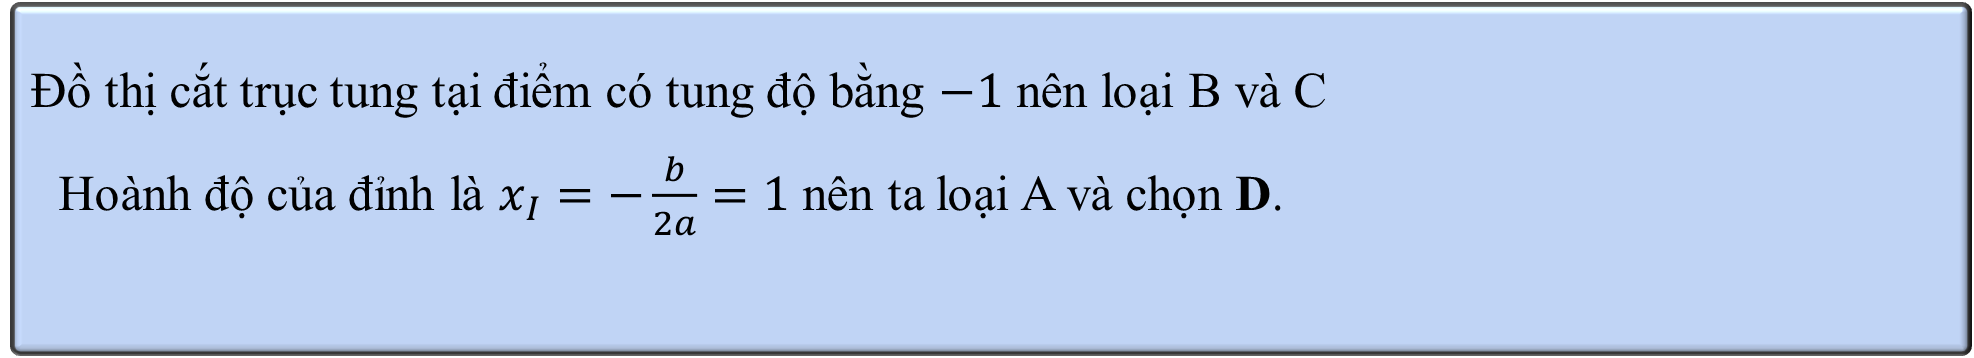 Đồ thị cắt trục tung tại điểm có tung độ bằng −1 nên loại B và C
Hoành độ của đỉnh là $x_I = -\frac{b}{2a} = 1$ nên ta loại A và chọn D.